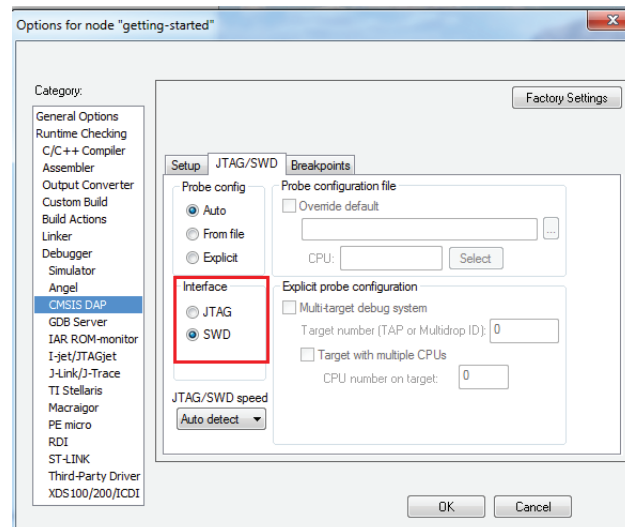 Options for node "getting-started"
Category:
Factory Settings
General Options
Runtime Checking
C/C++ Compiler
Assembler
Output Converter
Custom Build
Build Actions
Linker
Debugger
Simulator
Angel
CMSIS DAP
GDB Server
IAR ROM-monitor
I-jet/JTAGjet
J-Link/J-Trace
TI Stellaris
Macraigor
PE micro
RDI
ST-LINK
Third-Party Driver
XDS100/200/ICDI
Setup JTAG/SWD Breakpoints
Probe config
Auto
From file
Explicit
Probe configuration file
Override default
...
CPU: Select
Interface
JTAG
SWD
Explicit probe configuration
Multi-target debug system
Target number (TAP or Multidrop ID): 0
Target with multiple CPUs
CPU number on target: 0
JTAG/SWD speed
Auto detect
OK Cancel